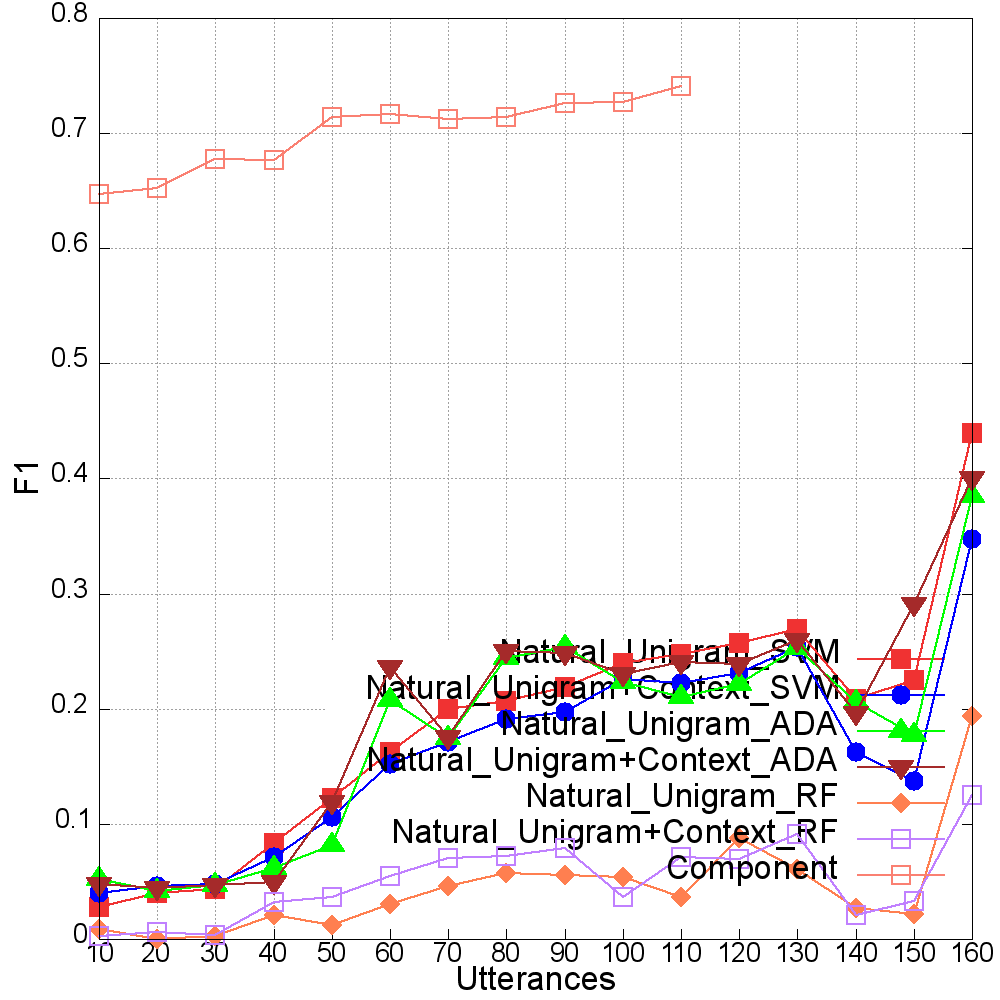 0.8
0.7
0.6
0.5
0.4
0.3
0.2
0.1
0
F1
Natural_Unigram_SVM
Natural_Unigram+Context_SVM
Natural_Unigram_ADA
Natural_Unigram+Context_ADA
Natural_Unigram_RF
Natural_Unigram+Context_RF
Component
10 20 30 40 50 60 70 80 90 100 110 120 130 140 150 160
Utterances